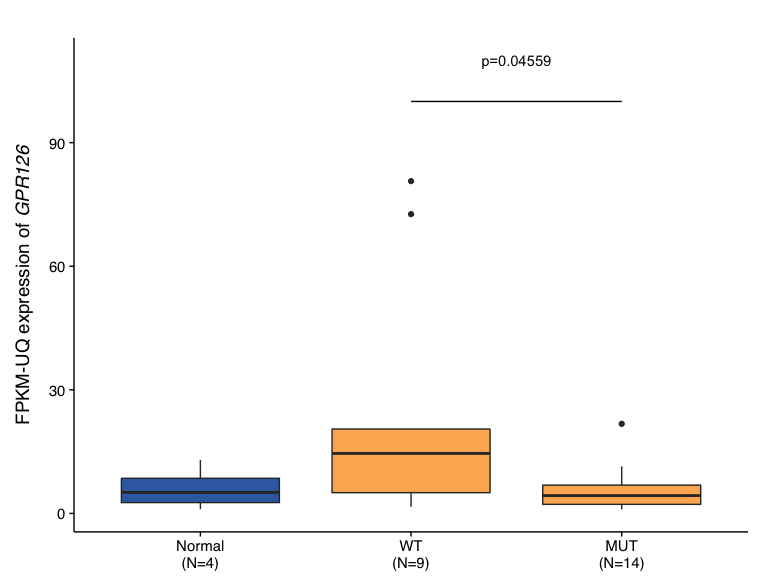 p=0.04559
FPKM-UQ expression of GPR126
90
60
30
0
Normal
(N=4)
WT
(N=9)
MUT
(N=14)